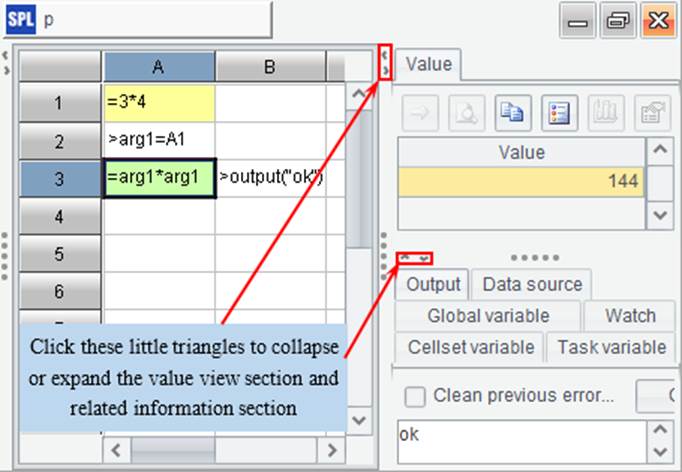 SPL p
Value
A B
1 =3*4
2 >arg1=A1
3 =arg1*arg1 >output("ok")
4
5
6
Value
144
Output Data source
Global variable Watch
Cellset variable Task variable
Clean previous error...
ok
Click these little triangles to collapse
or expand the value view section and
related information section